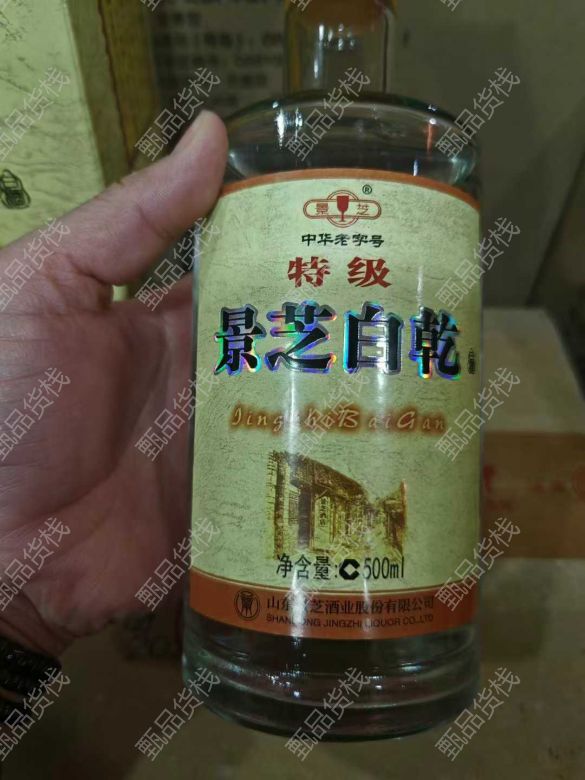 景芝
®
中华老字号
特级
景芝白乾
JingzhiBaiGan
净含量:C500ml
山东景芝酒业股份有限公司
SHANDONG JINGZHI LIQUOR CO.,LTD
甄品货栈